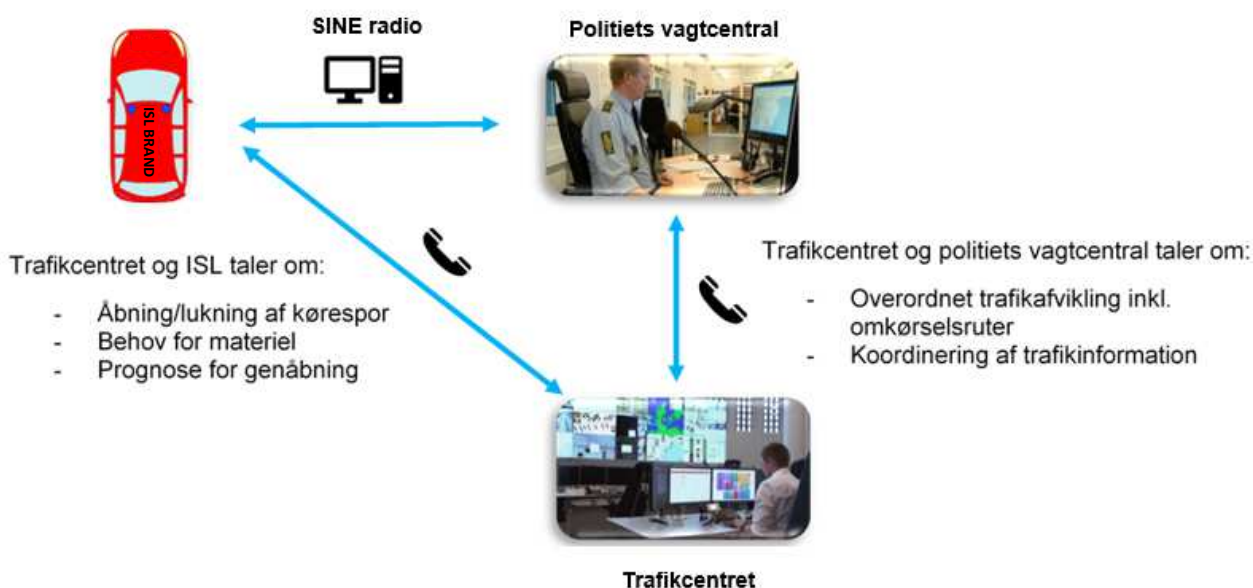 SINE radio
Politiets vagtcentral
ISL BRAND
Trafikcentret og ISL taler om:
- Åbning/lukning af kørespor
- Behov for materiel
- Prognose for genåbning
Trafikcentret og politiets vagtcentral taler om:
- Overordnet trafikafvikling inkl.
omkørselsruter
- Koordinering af trafikinformation
Trafikcentret